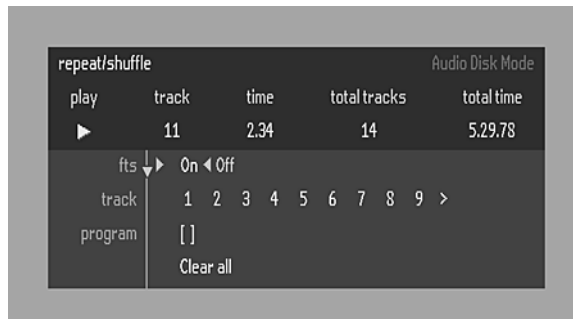 repeat/shuffle Audio Disk Mode
play track time total tracks total time
11 2.34 14 5.29.78
fts On Off
track 1 2 3 4 5 6 7 8 9 >
program [ ]
Clear all